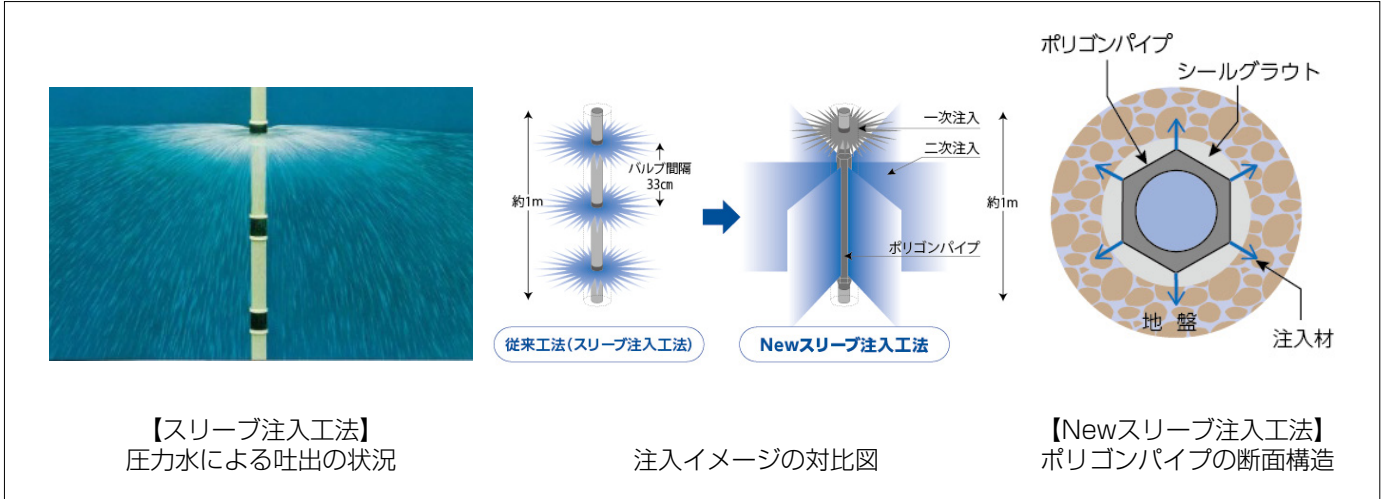 約1m
バルブ間隔
33㎝
従来工法(スリーブ注入工法)
一次注入
二次注入
ポリゴンパイプ
約1m
Newスリーブ注入工法
ポリゴンパイプ
シールグラウト
地 盤
注入材
【スリーブ注入工法】
圧力水による吐出の状況
注入イメージの対比図
【Newスリーブ注入工法】
ポリゴンパイプの断面構造